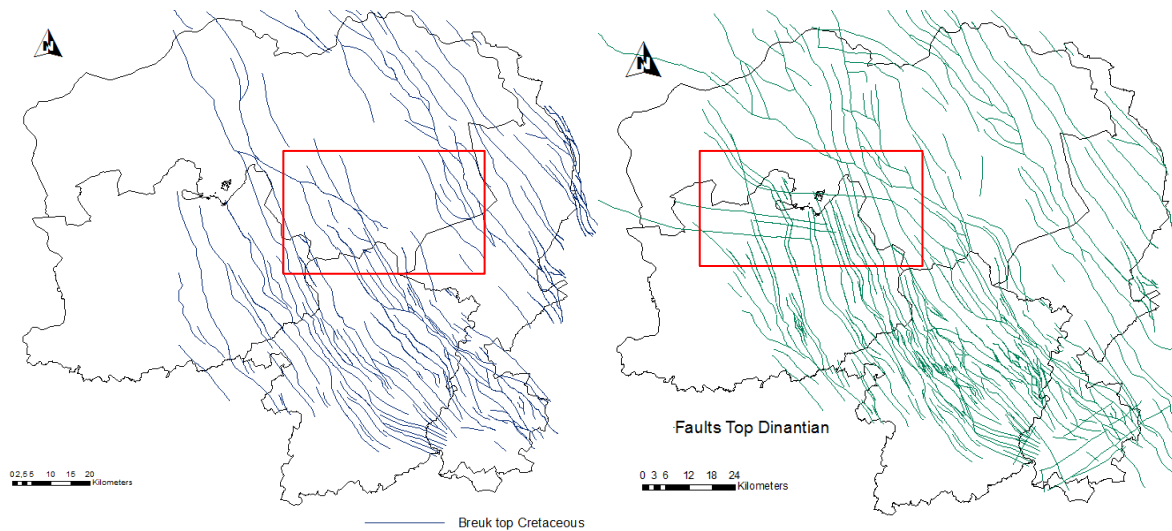 N
N
Faults Top Dinantian
0 2,5 5 10 15 20
Kilometers
0 3 6 12 18 24
Kilometers
Breuk top Cretaceous